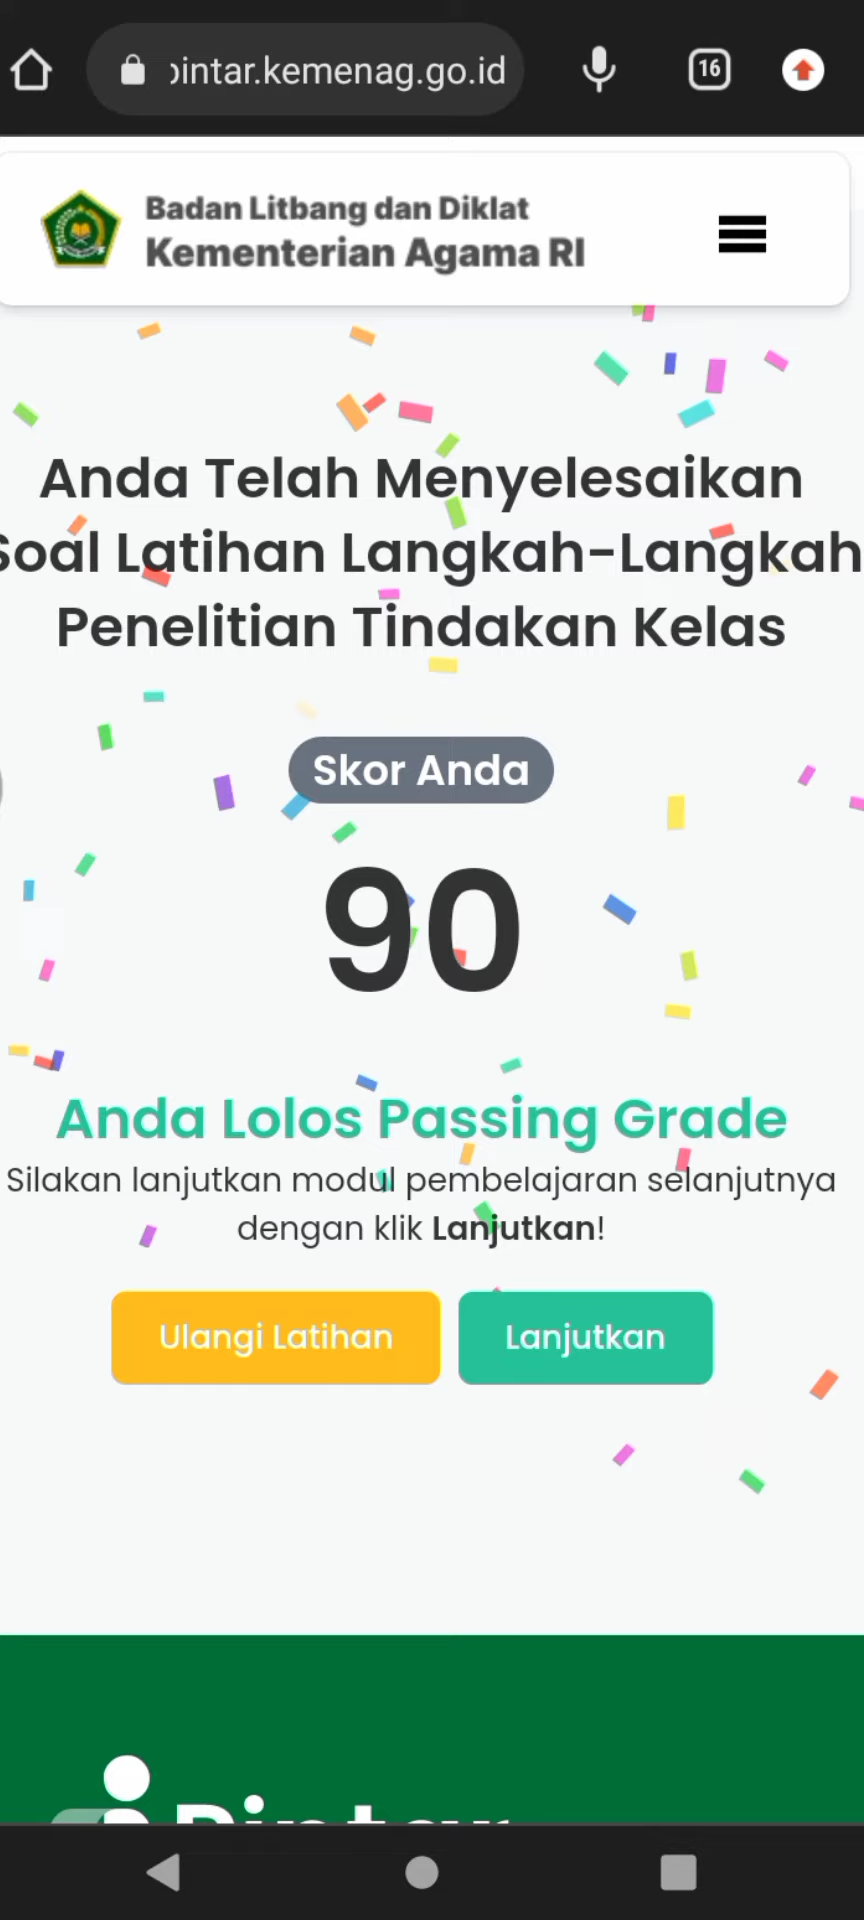 pintar.kemenag.go.id
16
Badan Litbang dan Diklat
Kementerian Agama RI
Anda Telah Menyelesaikan
Soal Latihan Langkah-Langkah
Penelitian Tindakan Kelas
Skor Anda
90
Anda Lolos Passing Grade
Silakan lanjutkan modul pembelajaran selanjutnya
dengan klik Lanjutkan!
Ulangi Latihan
Lanjutkan
Pintar